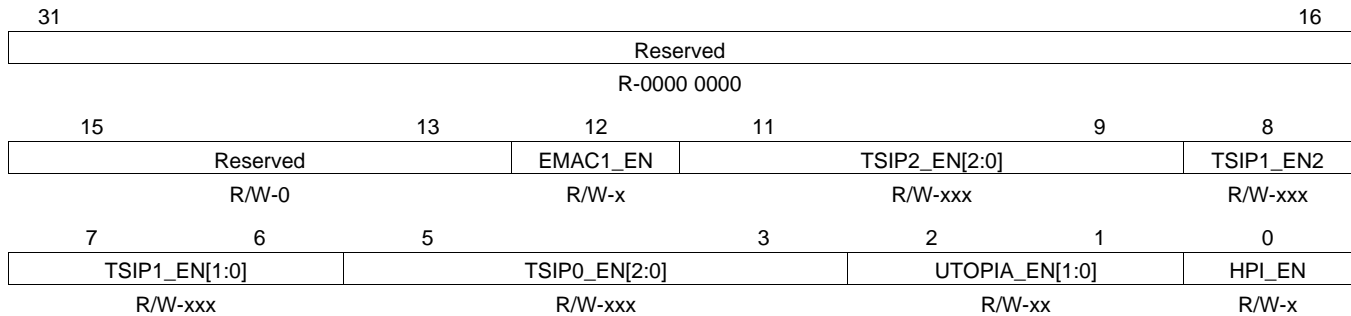 31 16
Reserved
R-0000 0000
15 13 12 11 9 8
Reserved EMAC1_EN TSIP2_EN[2:0] TSIP1_EN2
R/W-0 R/W-x R/W-xxx R/W-xxx
7 6 5 3 2 1 0
TSIP1_EN[1:0] TSIP0_EN[2:0] UTOPIA_EN[1:0] HPI_EN
R/W-xxx R/W-xxx R/W-xx R/W-x